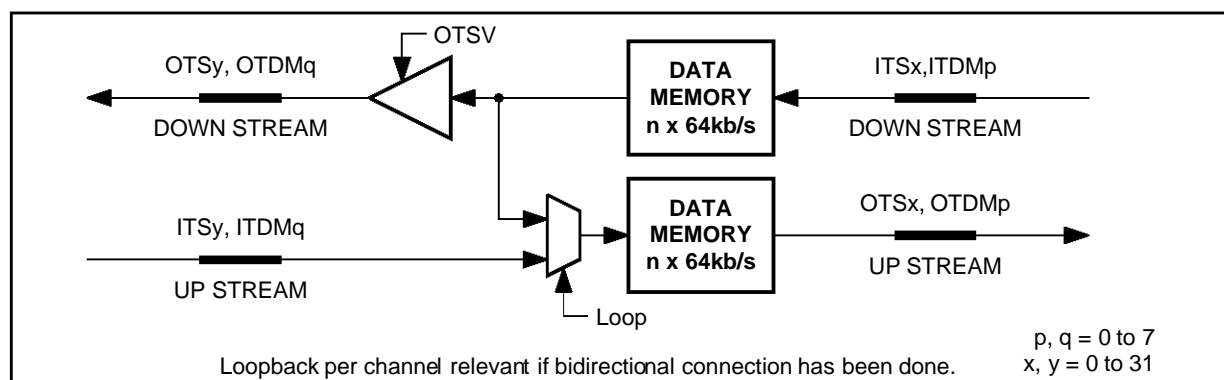 OTSV
OTSy, OTDMq
DOWN STREAM
DATA
MEMORY
n x 64kb/s
ITSx,ITDMp
DOWN STREAM
ITSy, ITDMq
UP STREAM
Loop
DATA
MEMORY
n x 64kb/s
OTSx, OTDMp
UP STREAM
Loopback per channel relevant if bidirectional connection has been done.
p, q = 0 to 7
x, y = 0 to 31